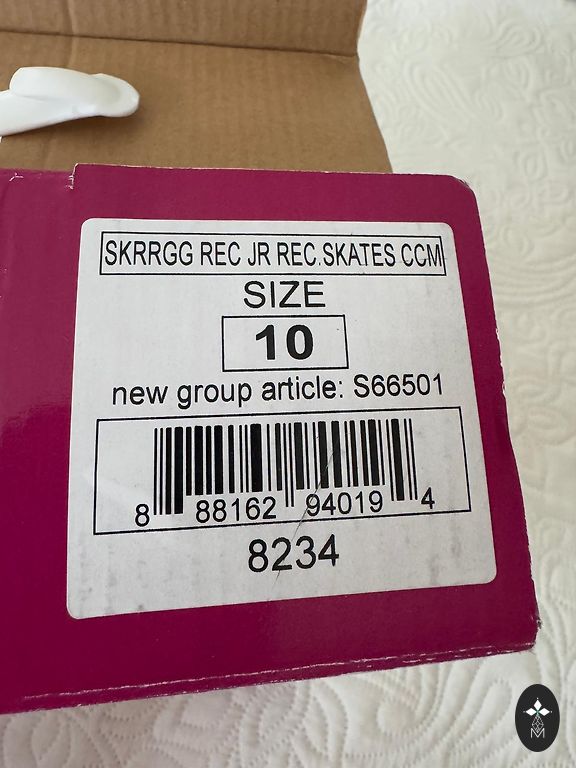 SKRRGG REC JR REC.SKATES CCM
SIZE
10
new group article: S66501
8 88162 94019 4
8234